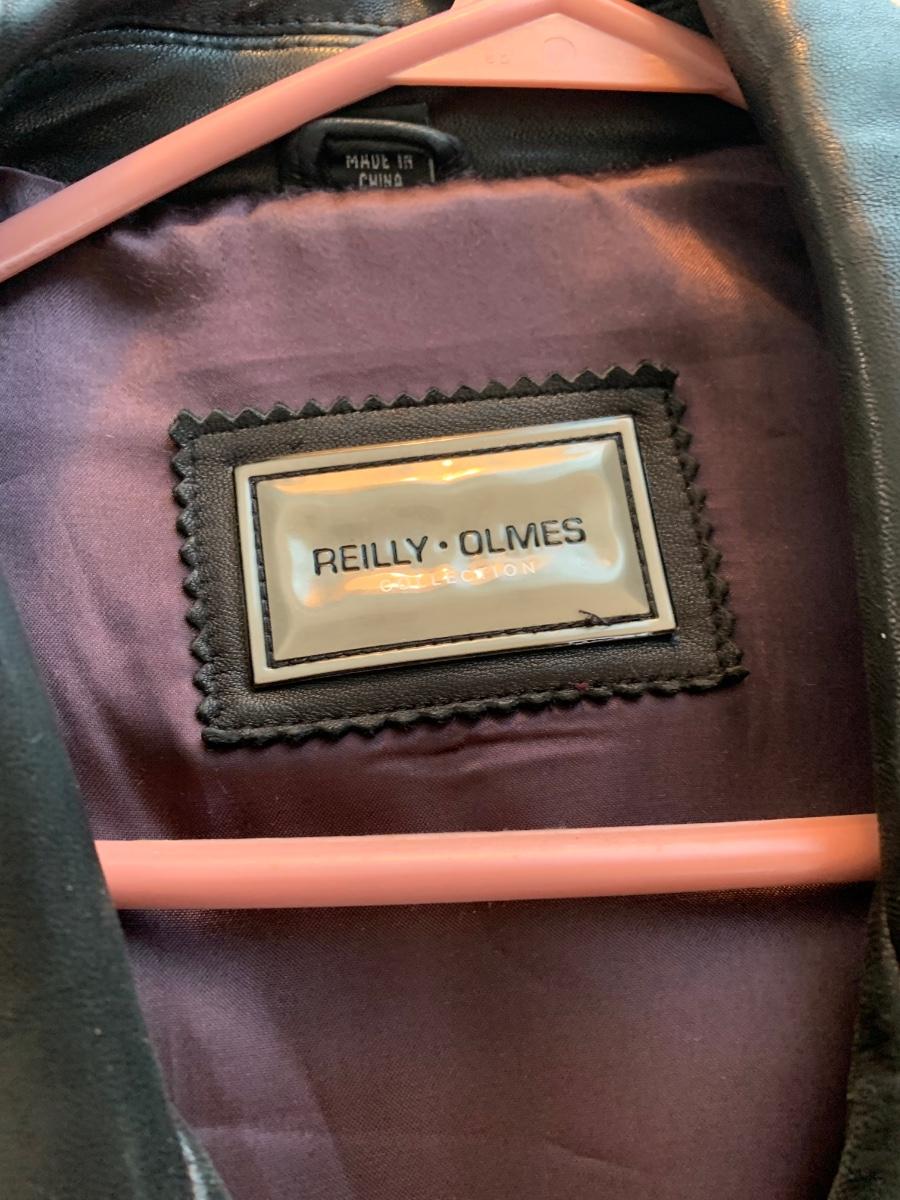 MADE IN
CHINA
REILLY · OLMES
COLLECTION